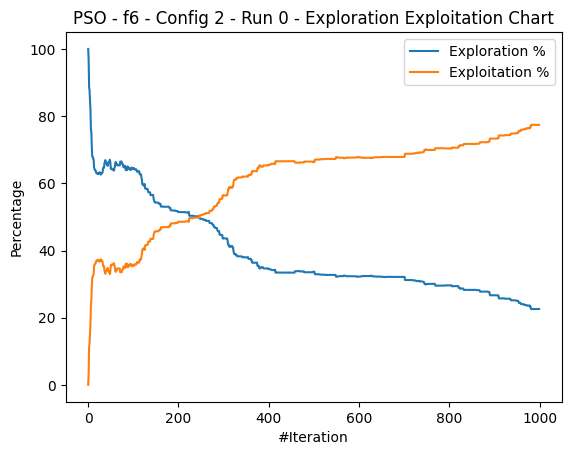 PSO - f6 - Config 2 - Run 0 - Exploration Exploitation Chart
Exploration %
Exploitation %
Percentage
100
80
60
40
20
0
0 200 400 600 800 1000
#Iteration